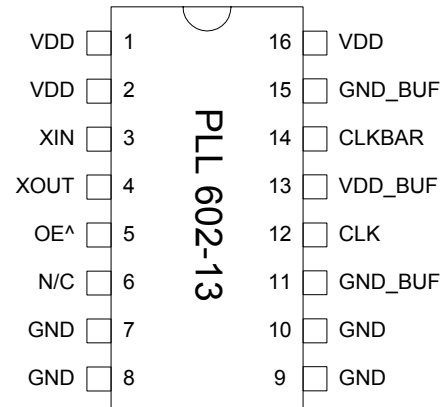 VDD 1 16 VDD
VDD 2 15 GND_BUF
XIN 3 14 CLKBAR
XOUT 4 13 VDD_BUF
OE^ 5 12 CLK
N/C 6 11 GND_BUF
GND 7 10 GND
GND 8 9 GND
PLL 602-13